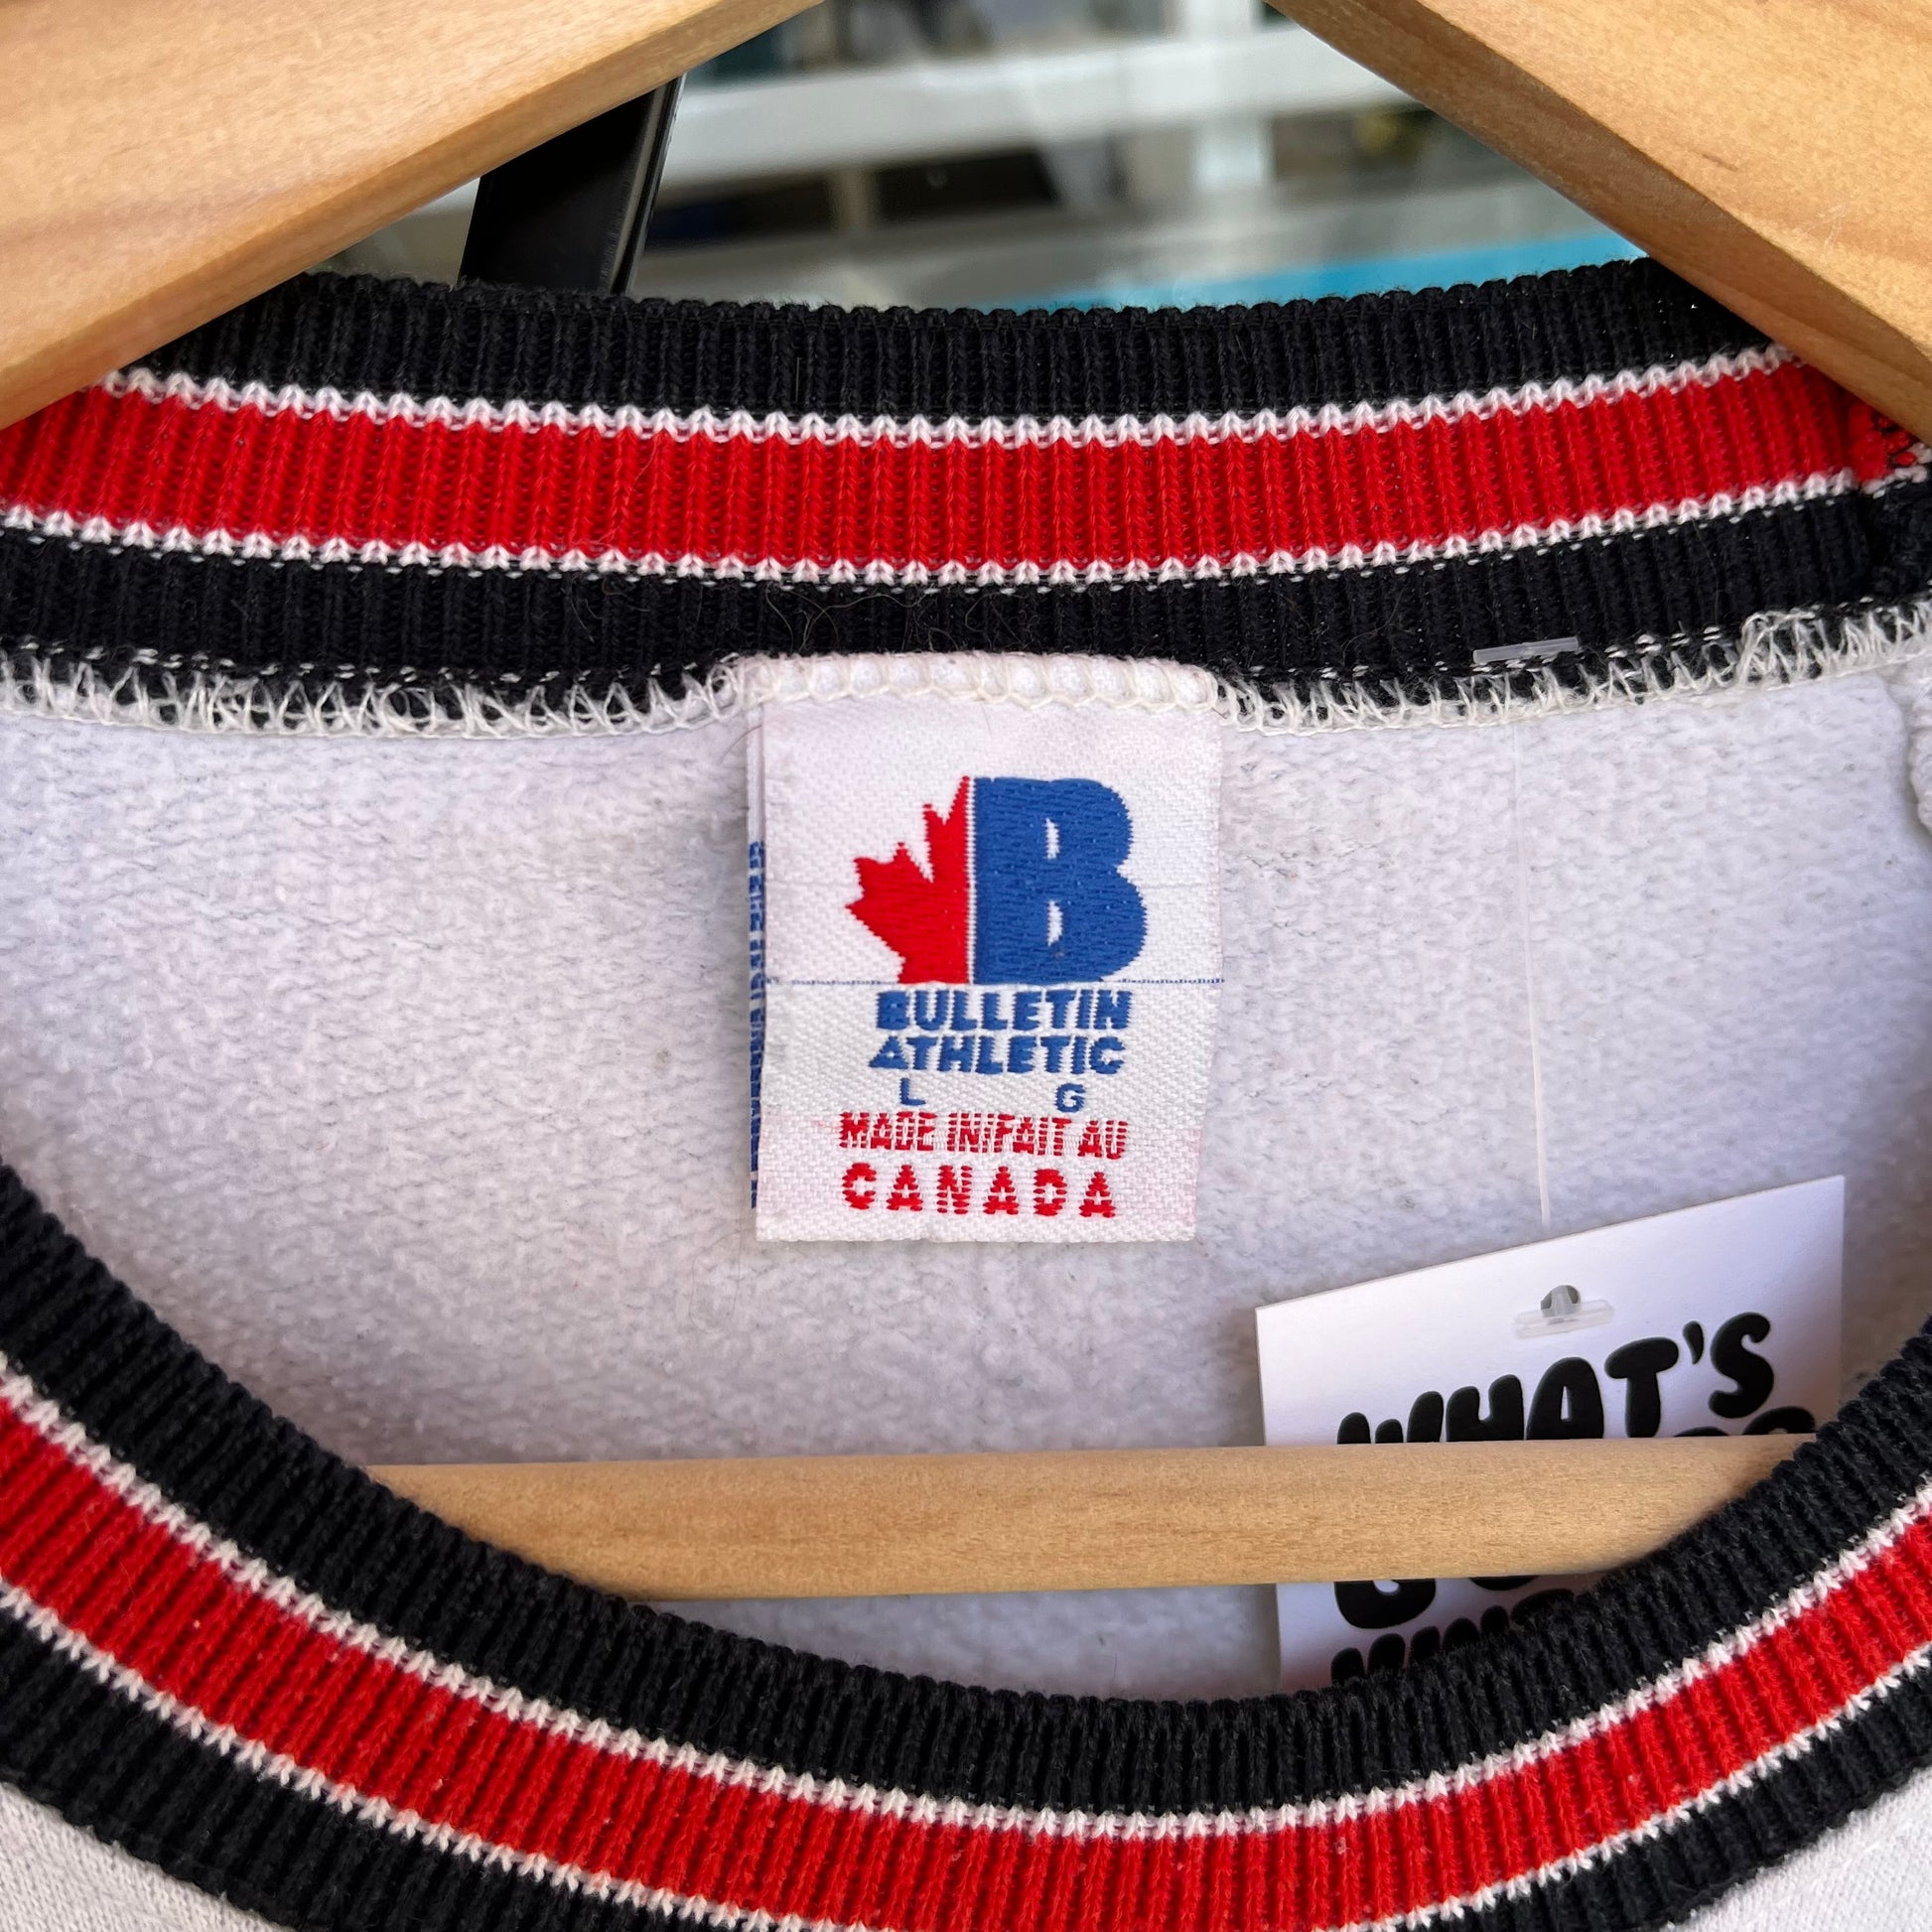 B
BULLETIN
ATHLETIC
L G
MADE IN/FAIT AU
CANADA
WHAT'S